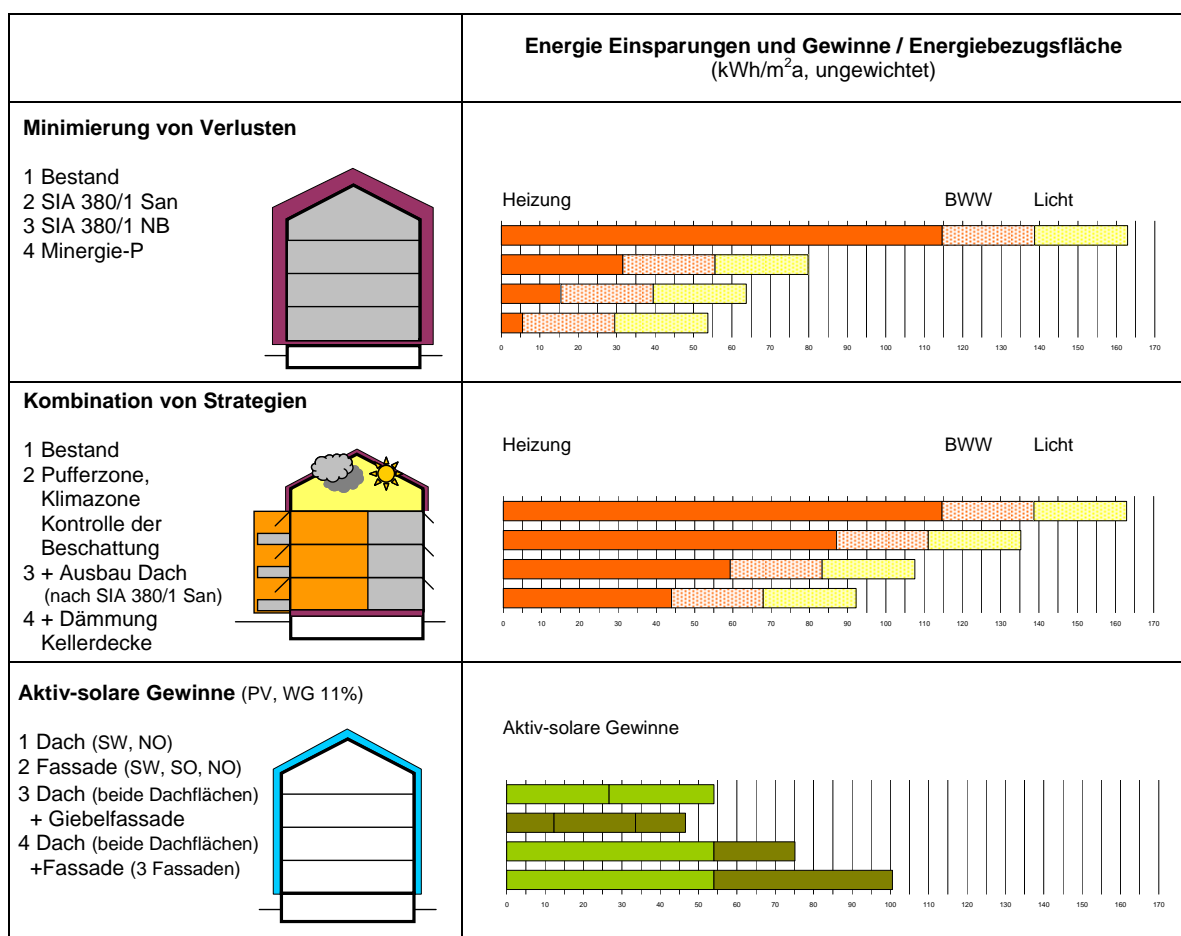 Energie Einsparungen und Gewinne / Energiebezugsfläche
(kWh/m²a, ungewichtet)
Minimierung von Verlusten
1 Bestand
2 SIA 380/1 San
3 SIA 380/1 NB
4 Minergie-P
Heizung BWW Licht
0 10 20 30 40 50 60 70 80 90 100 110 120 130 140 150 160 170
Kombination von Strategien
1 Bestand
2 Pufferzone,
Klimazone
Kontrolle der
Beschattung
3 + Ausbau Dach
(nach SIA 380/1 San)
4 + Dämmung
Kellerdecke
Heizung BWW Licht
0 10 20 30 40 50 60 70 80 90 100 110 120 130 140 150 160 170
Aktiv-solare Gewinne (PV, WG 11%)
1 Dach (SW, NO)
2 Fassade (SW, SO, NO)
3 Dach (beide Dachflächen)
+ Giebelfassade
4 Dach (beide Dachflächen)
+Fassade (3 Fassaden)
Aktiv-solare Gewinne
0 10 20 30 40 50 60 70 80 90 100 110 120 130 140 150 160 170